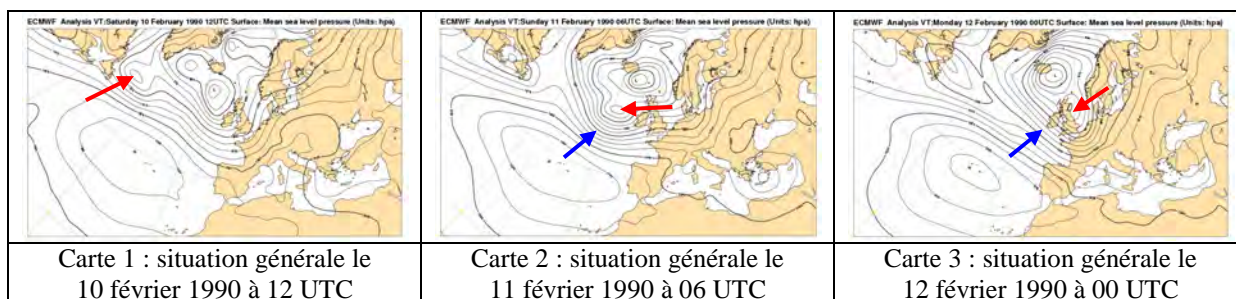 ECMWF Analysis VT:Saturday 10 February 1990 12UTC Surface: Mean sea level pressure (Units: hpa)
ECMWF Analysis VT:Sunday 11 February 1990 06UTC Surface: Mean sea level pressure (Units: hpa)
ECMWF Analysis VT:Monday 12 February 1990 00UTC Surface: Mean sea level pressure (Units: hpa)
Carte 1 : situation générale le
10 février 1990 à 12 UTC
Carte 2 : situation générale le
11 février 1990 à 06 UTC
Carte 3 : situation générale le
12 février 1990 à 00 UTC